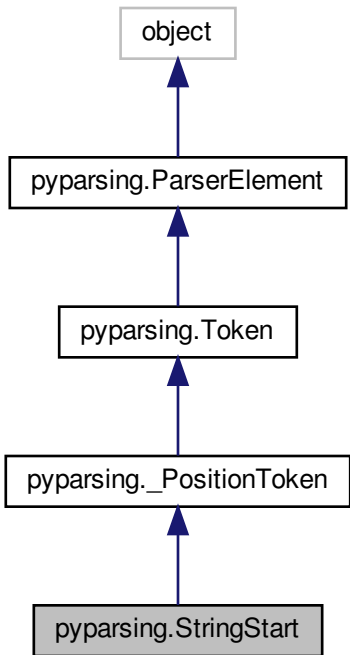 object
pyparsing.ParserElement
pyparsing.Token
pyparsing._PositionToken
pyparsing.StringStart